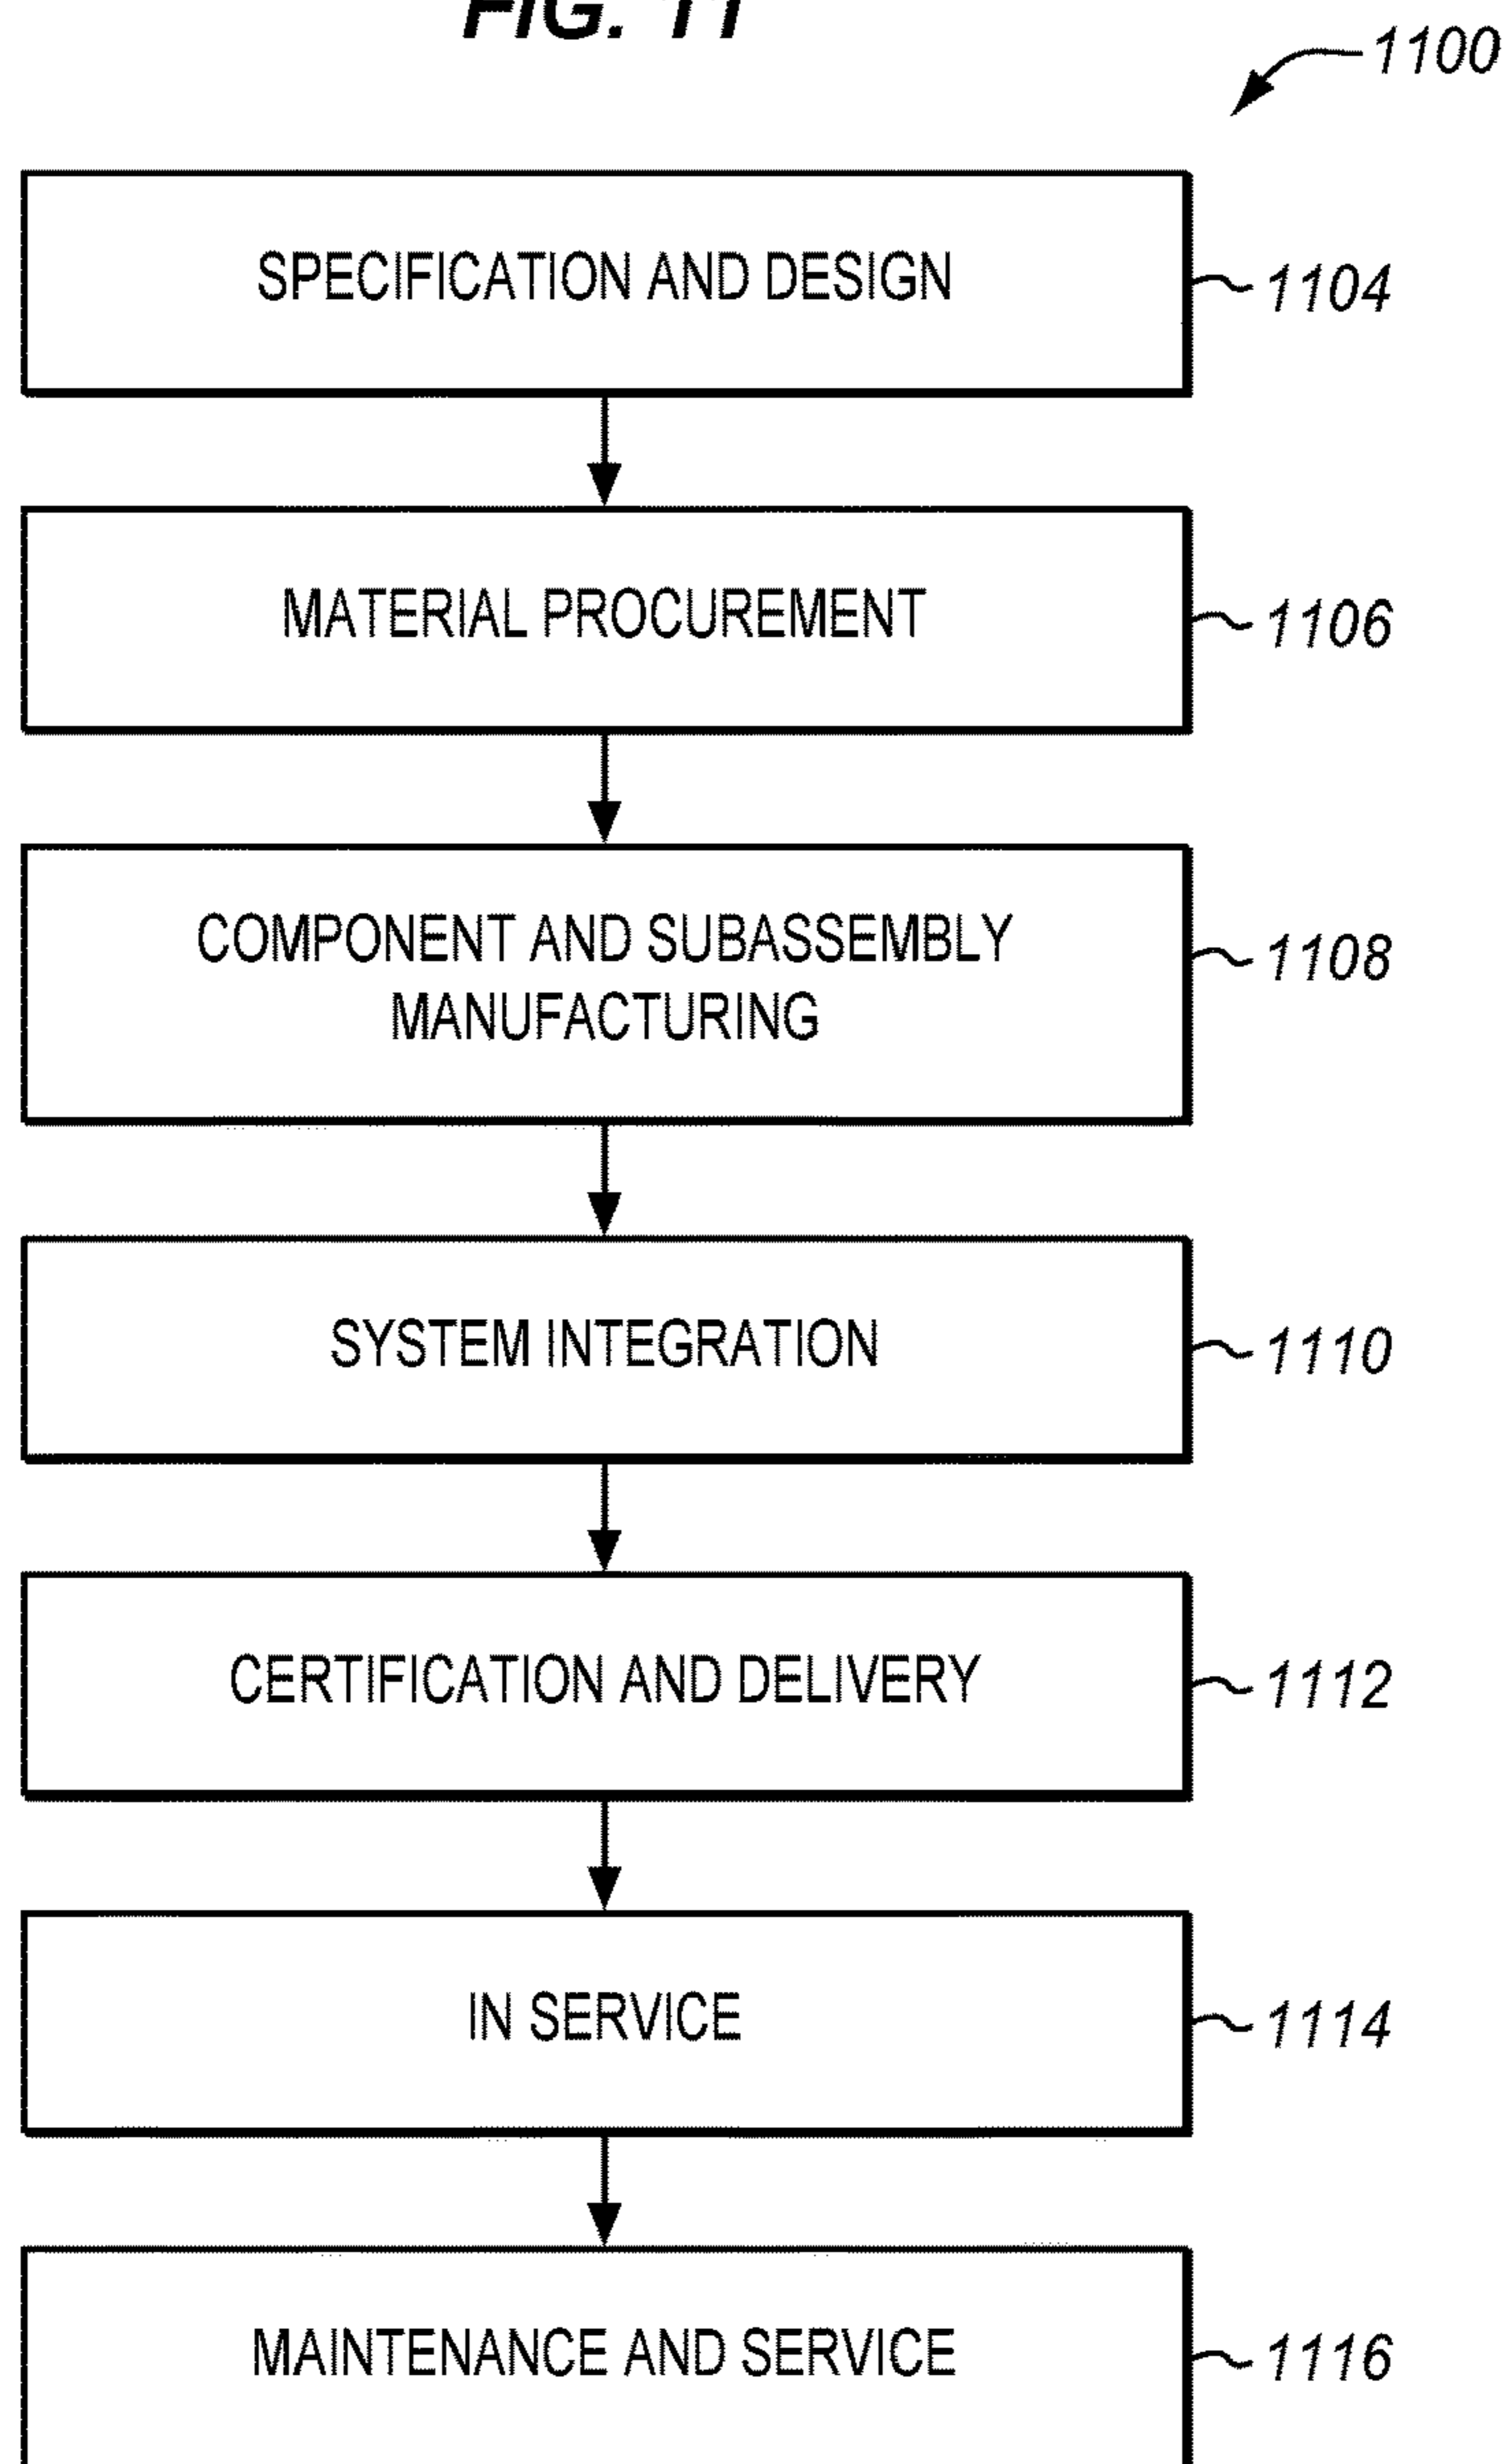 FIG. 11
1100
SPECIFICATION AND DESIGN
1104
MATERIAL PROCUREMENT
1106
COMPONENT AND SUBASSEMBLY
MANUFACTURING
1108
SYSTEM INTEGRATION
1110
CERTIFICATION AND DELIVERY
1112
IN SERVICE
1114
MAINTENANCE AND SERVICE
1116